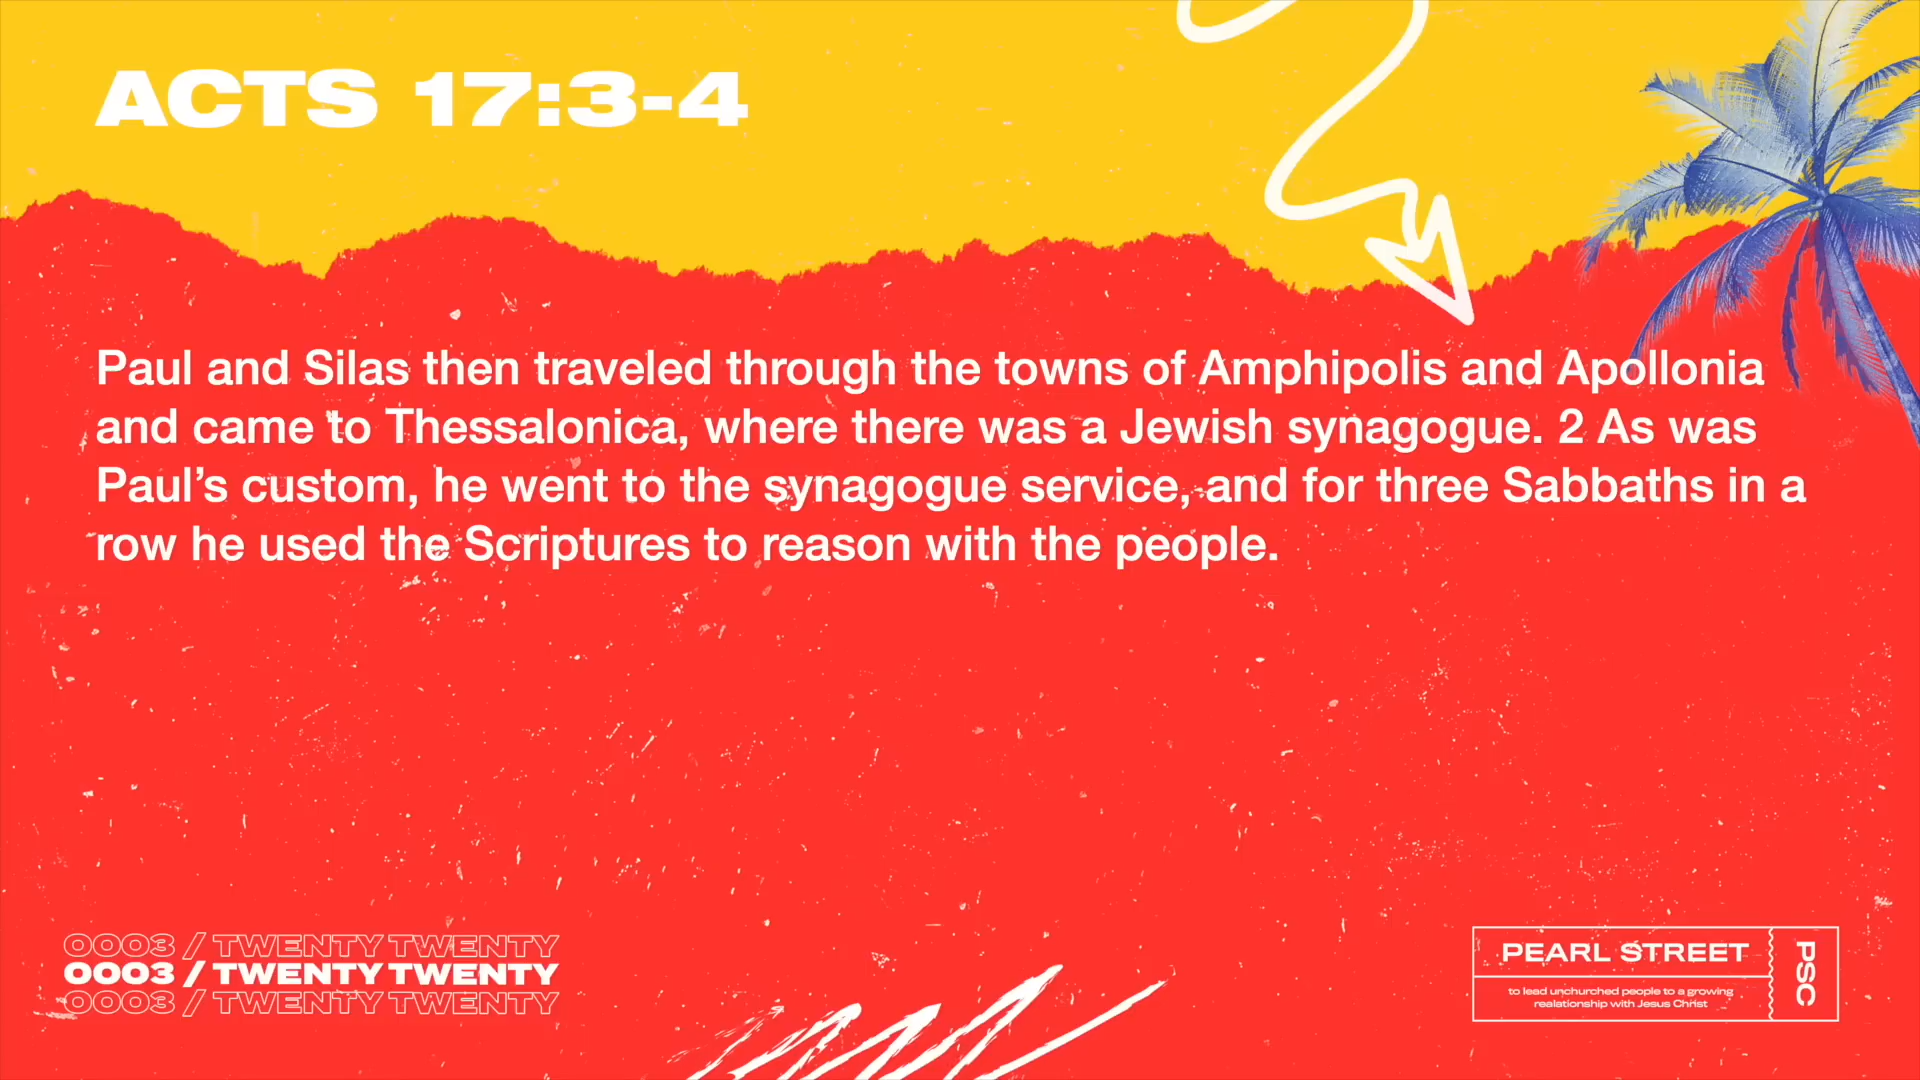 ACTS 17:3-4
Paul and Silas then traveled through the towns of Amphipolis and Apollonia
and came to Thessalonica, where there was a Jewish synagogue. 2 As was
Paul’s custom, he went to the synagogue service, and for three Sabbaths in a
row he used the Scriptures to reason with the people.
0003 / TWENTY TWENTY
0003 / TWENTY TWENTY
0003 / TWENTY TWENTY
PEARL STREET
to lead unchurched people to a growing
realationship with Jesus Christ
PSC